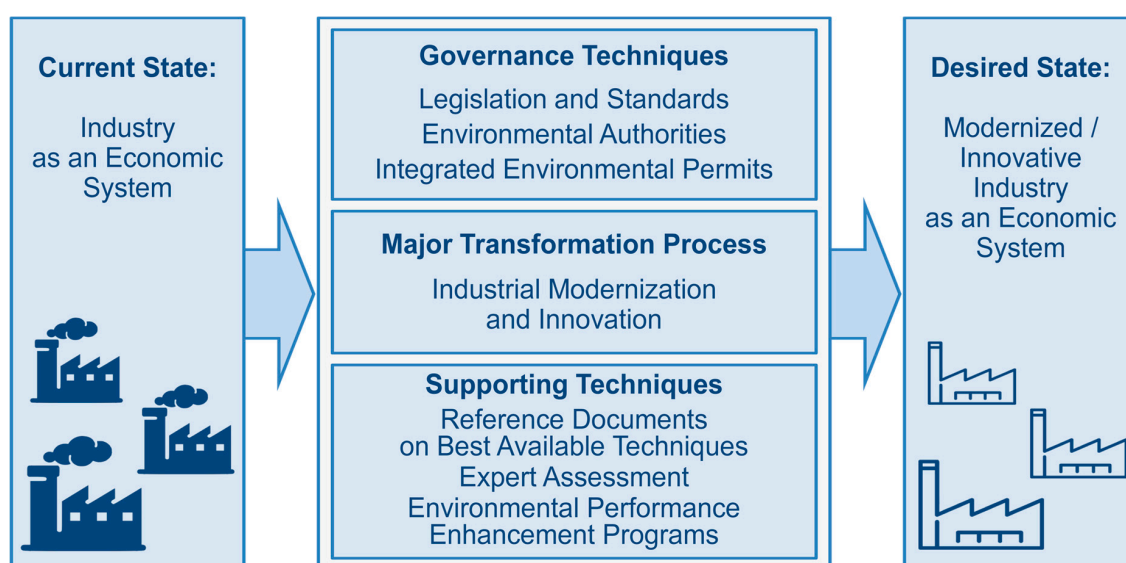 Current State:
Industry
as an Economic
System
Governance Techniques
Legislation and Standards
Environmental Authorities
Integrated Environmental Permits
Major Transformation Process
Industrial Modernization
and Innovation
Supporting Techniques
Reference Documents
on Best Available Techniques
Expert Assessment
Environmental Performance
Enhancement Programs
Desired State:
Modernized /
Innovative
Industry
as an Economic
System